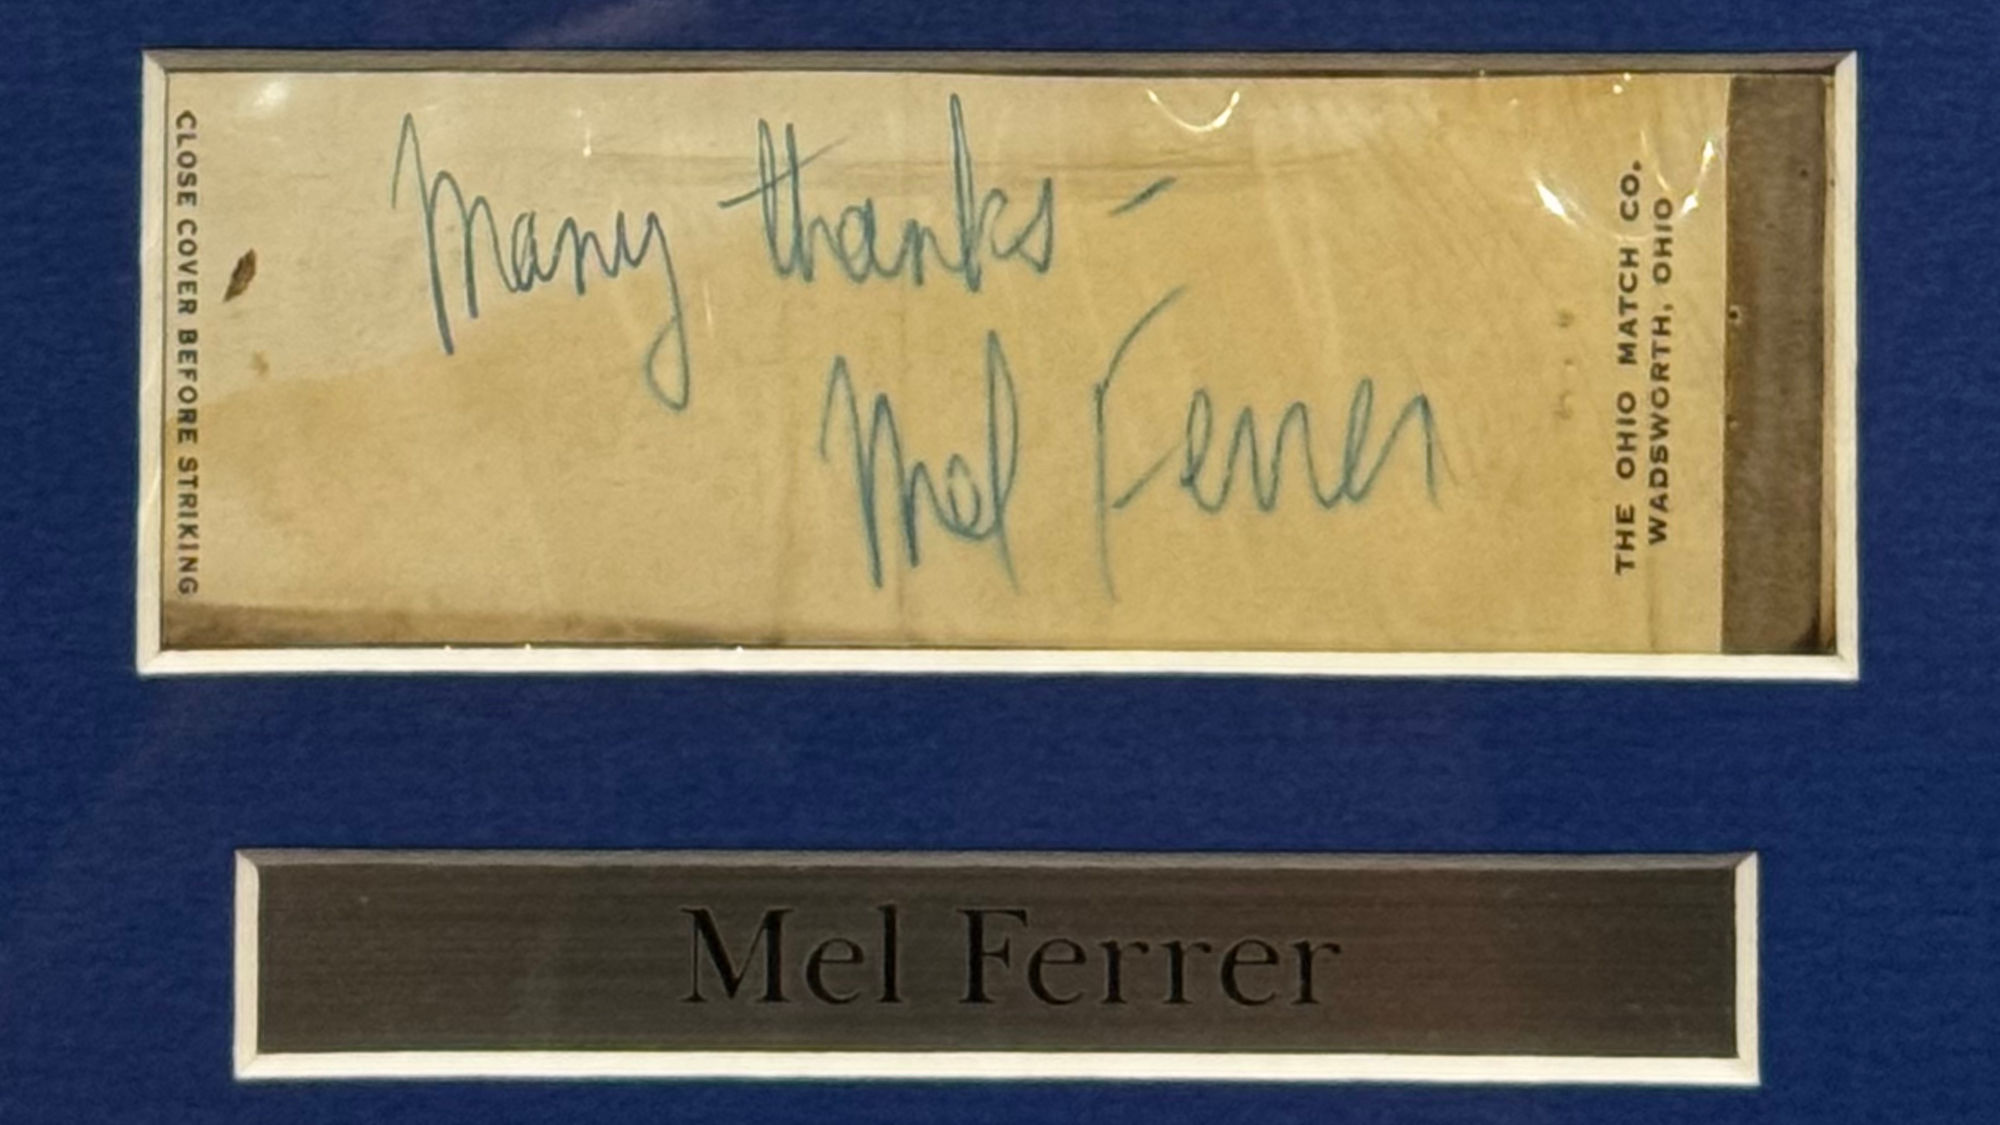 CLOSE COVER BEFORE STRIKING
Many thanks -
Mel Ferrer
THE OHIO MATCH CO.
WADSWORTH, OHIO
Mel Ferrer